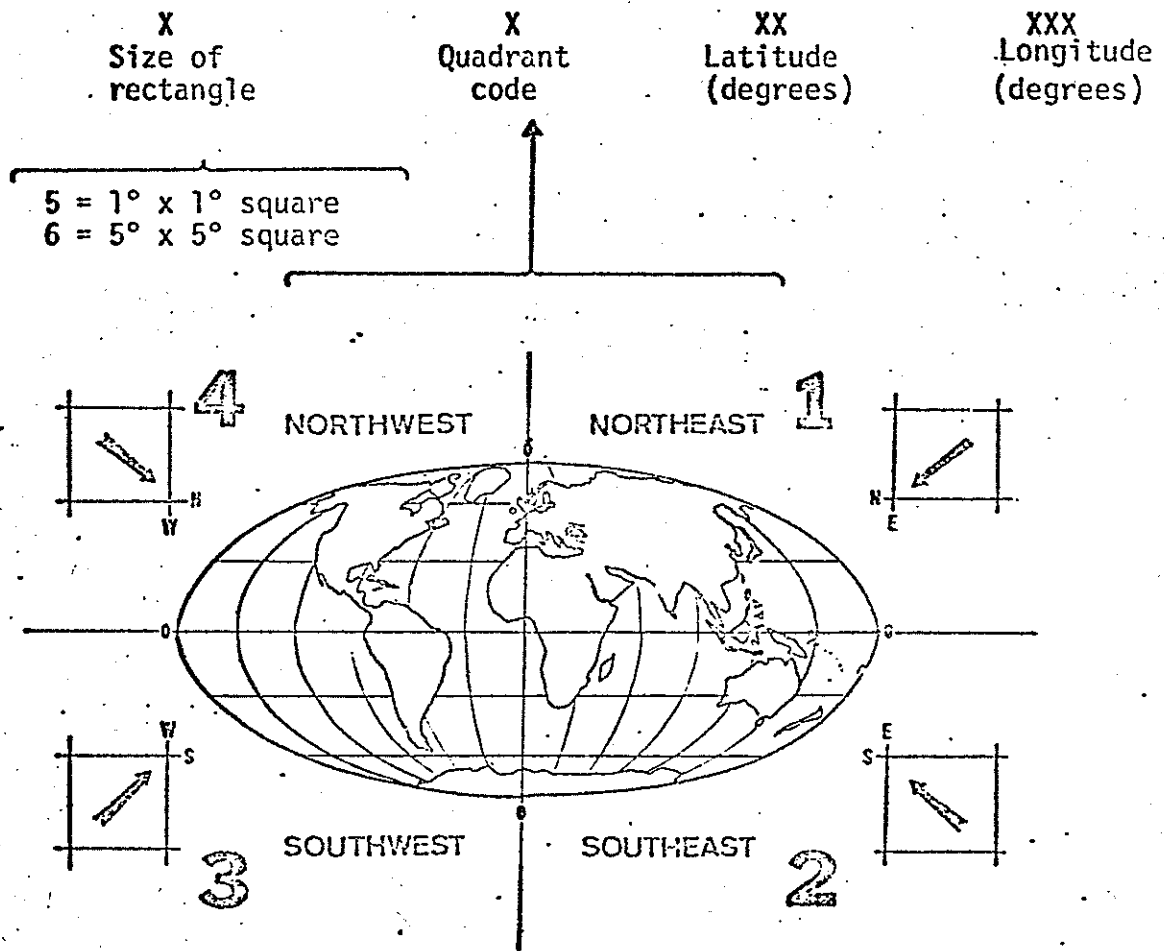 X X XX XXX
Size of Quadrant Latitude Longitude
rectangle code (degrees) (degrees)
5 = 1° x 1° square
6 = 5° x 5° square
4 1
NORTHWEST NORTHEAST
0
N N
W E
0 0
W E
S S
0
SOUTHWEST SOUTHEAST
3 2